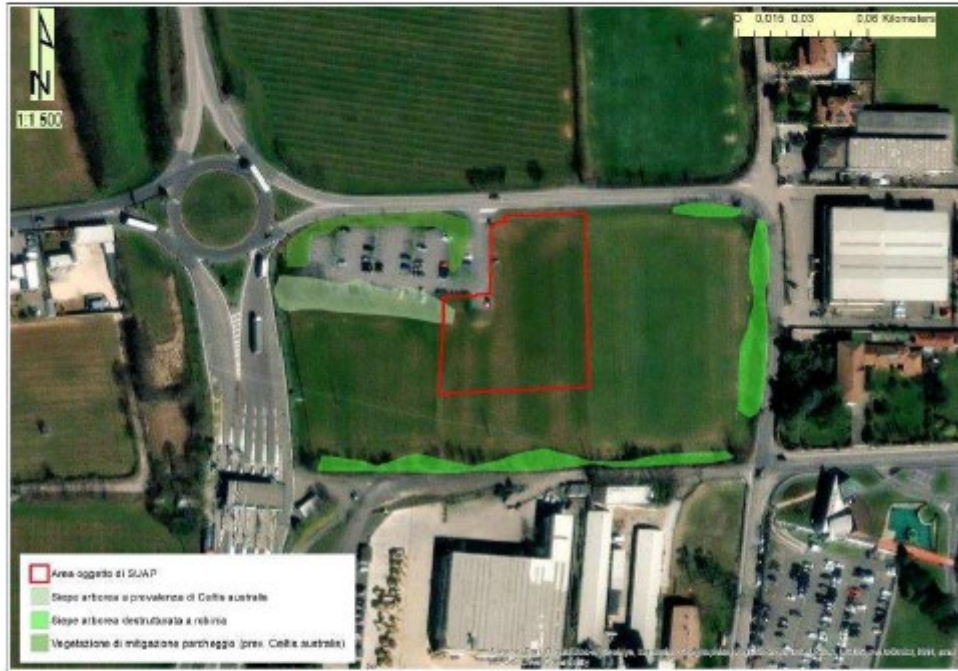 0 0,015 0,03 0,06 Kilometers
N
1:1 500
Area oggetto di SUAP
Siepe arborea a prevalenza di Celtis australis
Siepe arborea destrutturata a robinia
Vegetazione di mitigazione parcheggio (prev. Celtis australis)